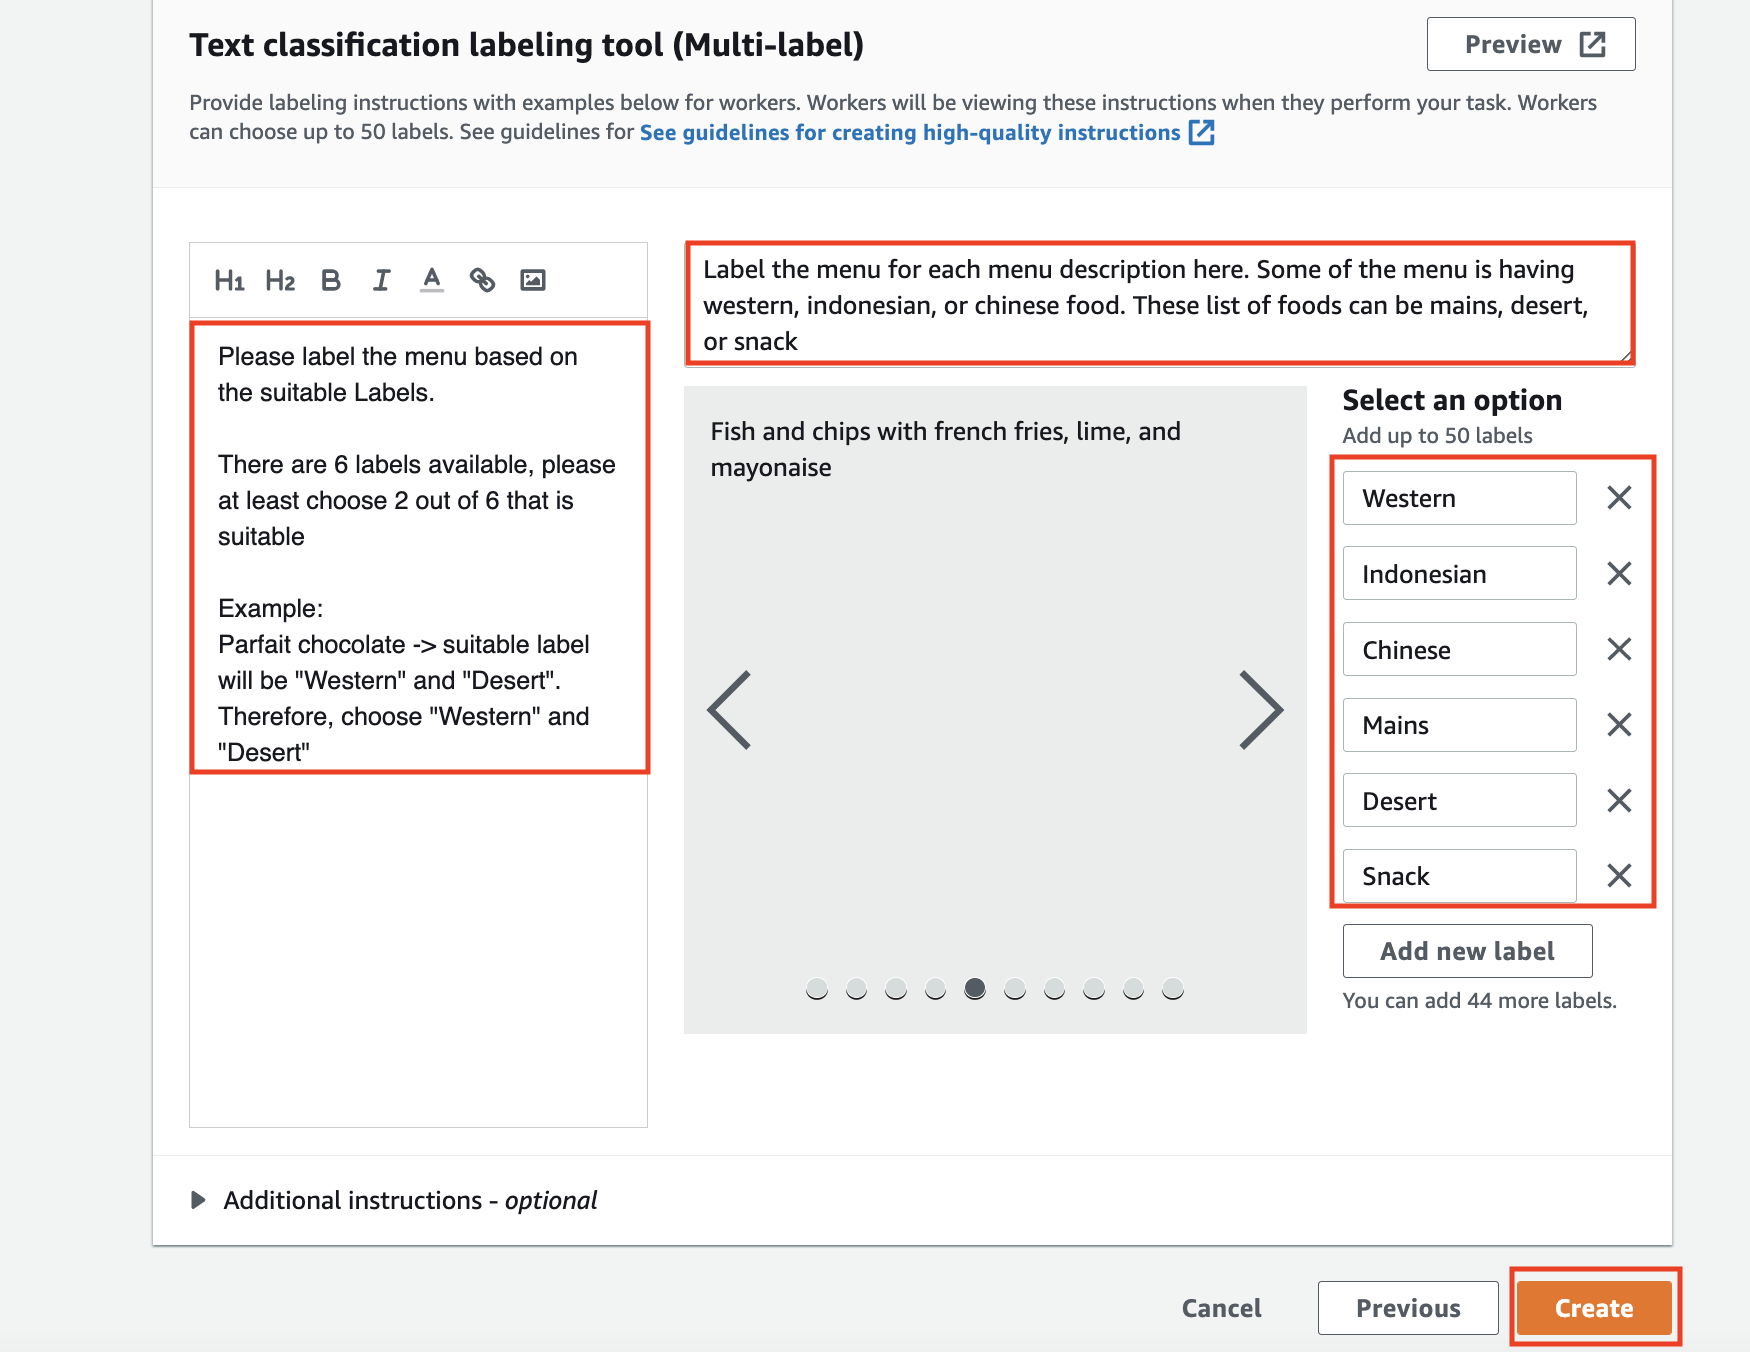 Text classification labeling tool (Multi-label)
Preview
Provide labeling instructions with examples below for workers. Workers will be viewing these instructions when they perform your task. Workers
can choose up to 50 labels. See guidelines for See guidelines for creating high-quality instructions
H1 H2 B I A
Please label the menu based on
the suitable Labels.
There are 6 labels available, please
at least choose 2 out of 6 that is
suitable
Example:
Parfait chocolate -> suitable label
will be "Western" and "Desert".
Therefore, choose "Western" and
"Desert"
Label the menu for each menu description here. Some of the menu is having
western, indonesian, or chinese food. These list of foods can be mains, desert,
or snack
Fish and chips with french fries, lime, and
mayonaise
Select an option
Add up to 50 labels
Western
Indonesian
Chinese
Mains
Desert
Snack
Add new label
You can add 44 more labels.
Additional instructions - optional
Cancel
Previous
Create